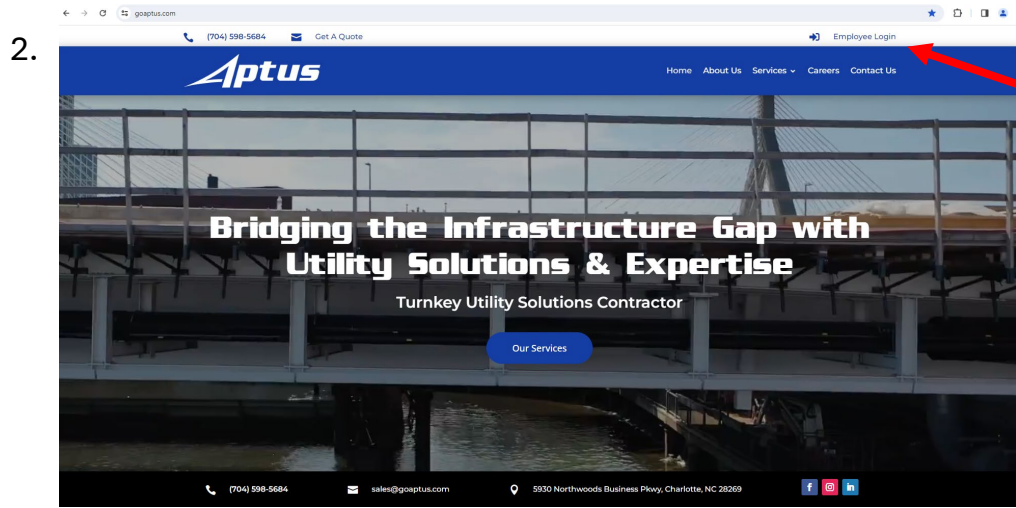 goaptus.com
2.
(704) 598-5684 Get A Quote Employee Login
Aptus
Home About Us Services Careers Contact Us
Bridging the Infrastructure Gap with
Utility Solutions & Expertise
Turnkey Utility Solutions Contractor
Our Services
(704) 598-5684 sales@goaptus.com 5930 Northwoods Business Pkwy, Charlotte, NC 28269 f in